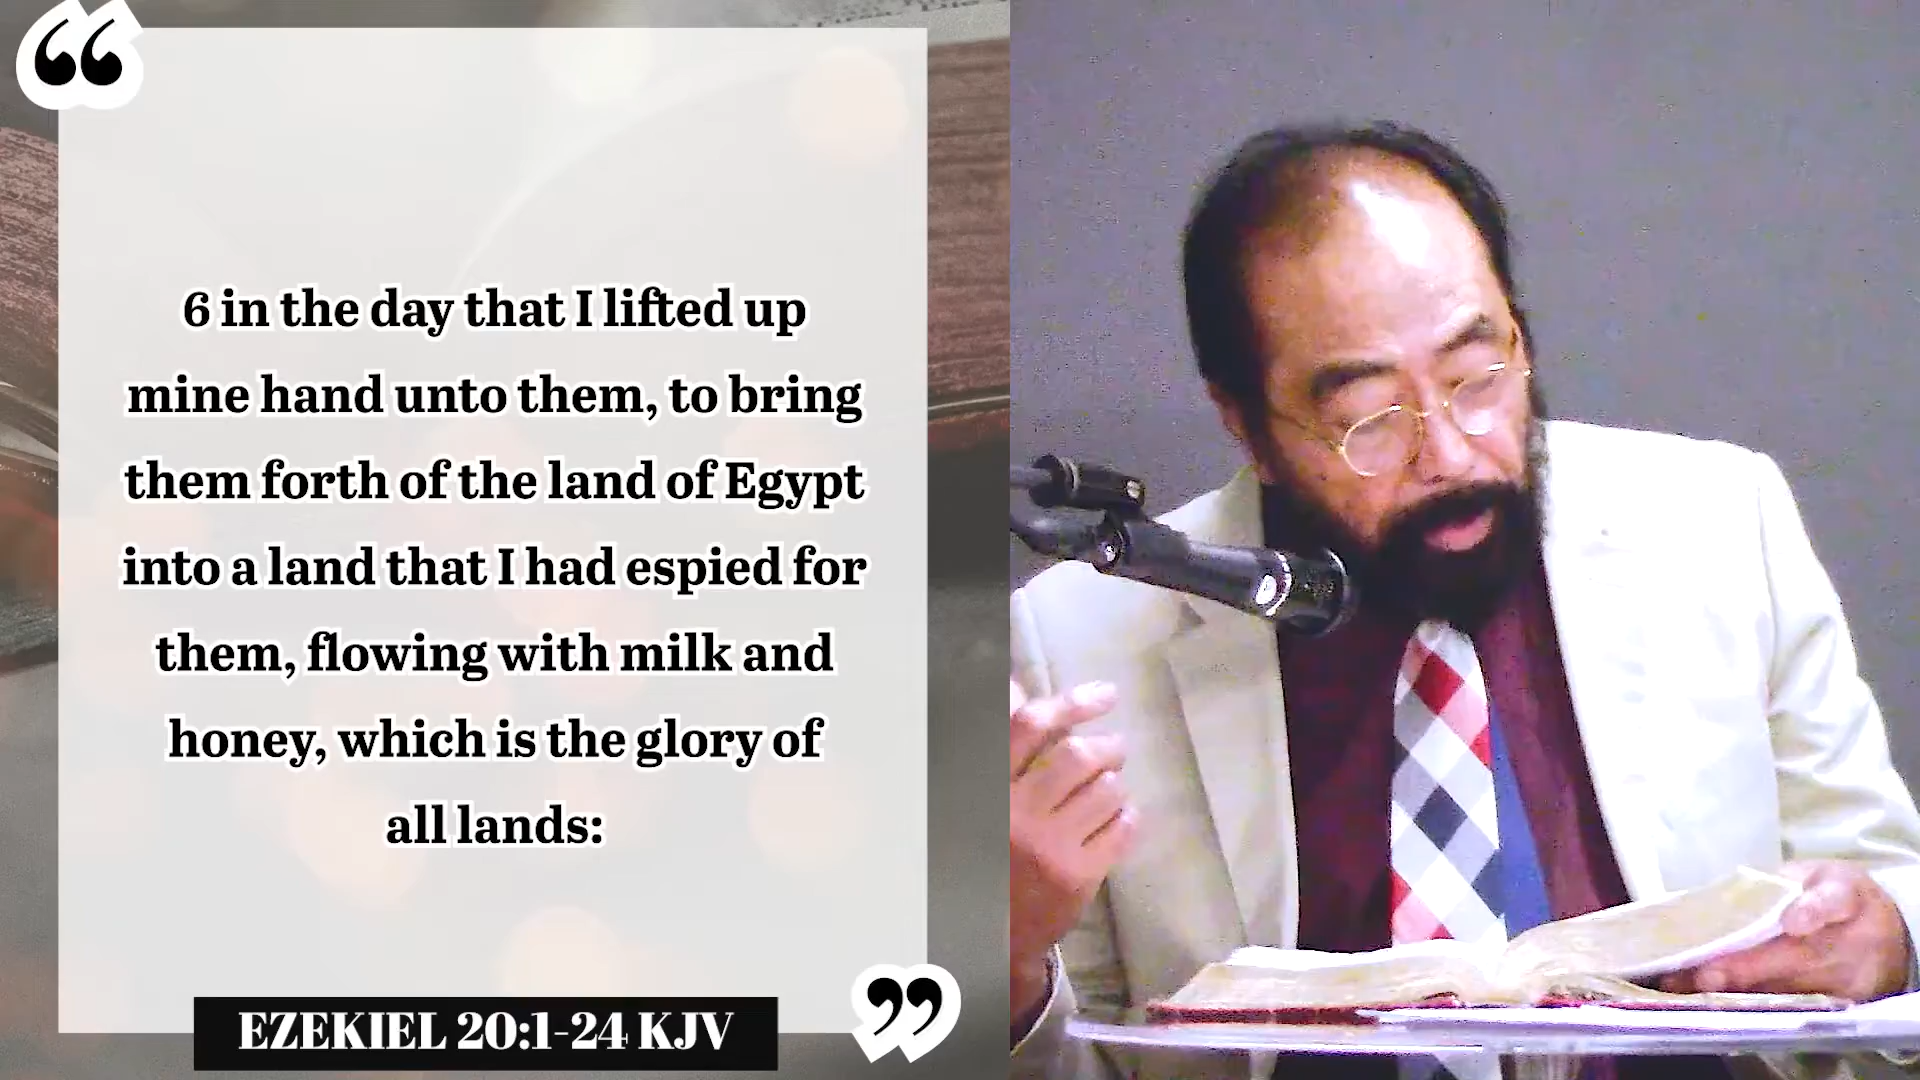 6 in the day that I lifted up
mine hand unto them, to bring
them forth of the land of Egypt
into a land that I had espied for
them, flowing with milk and
honey, which is the glory of
all lands:
EZEKIEL 20:1-24 KJV